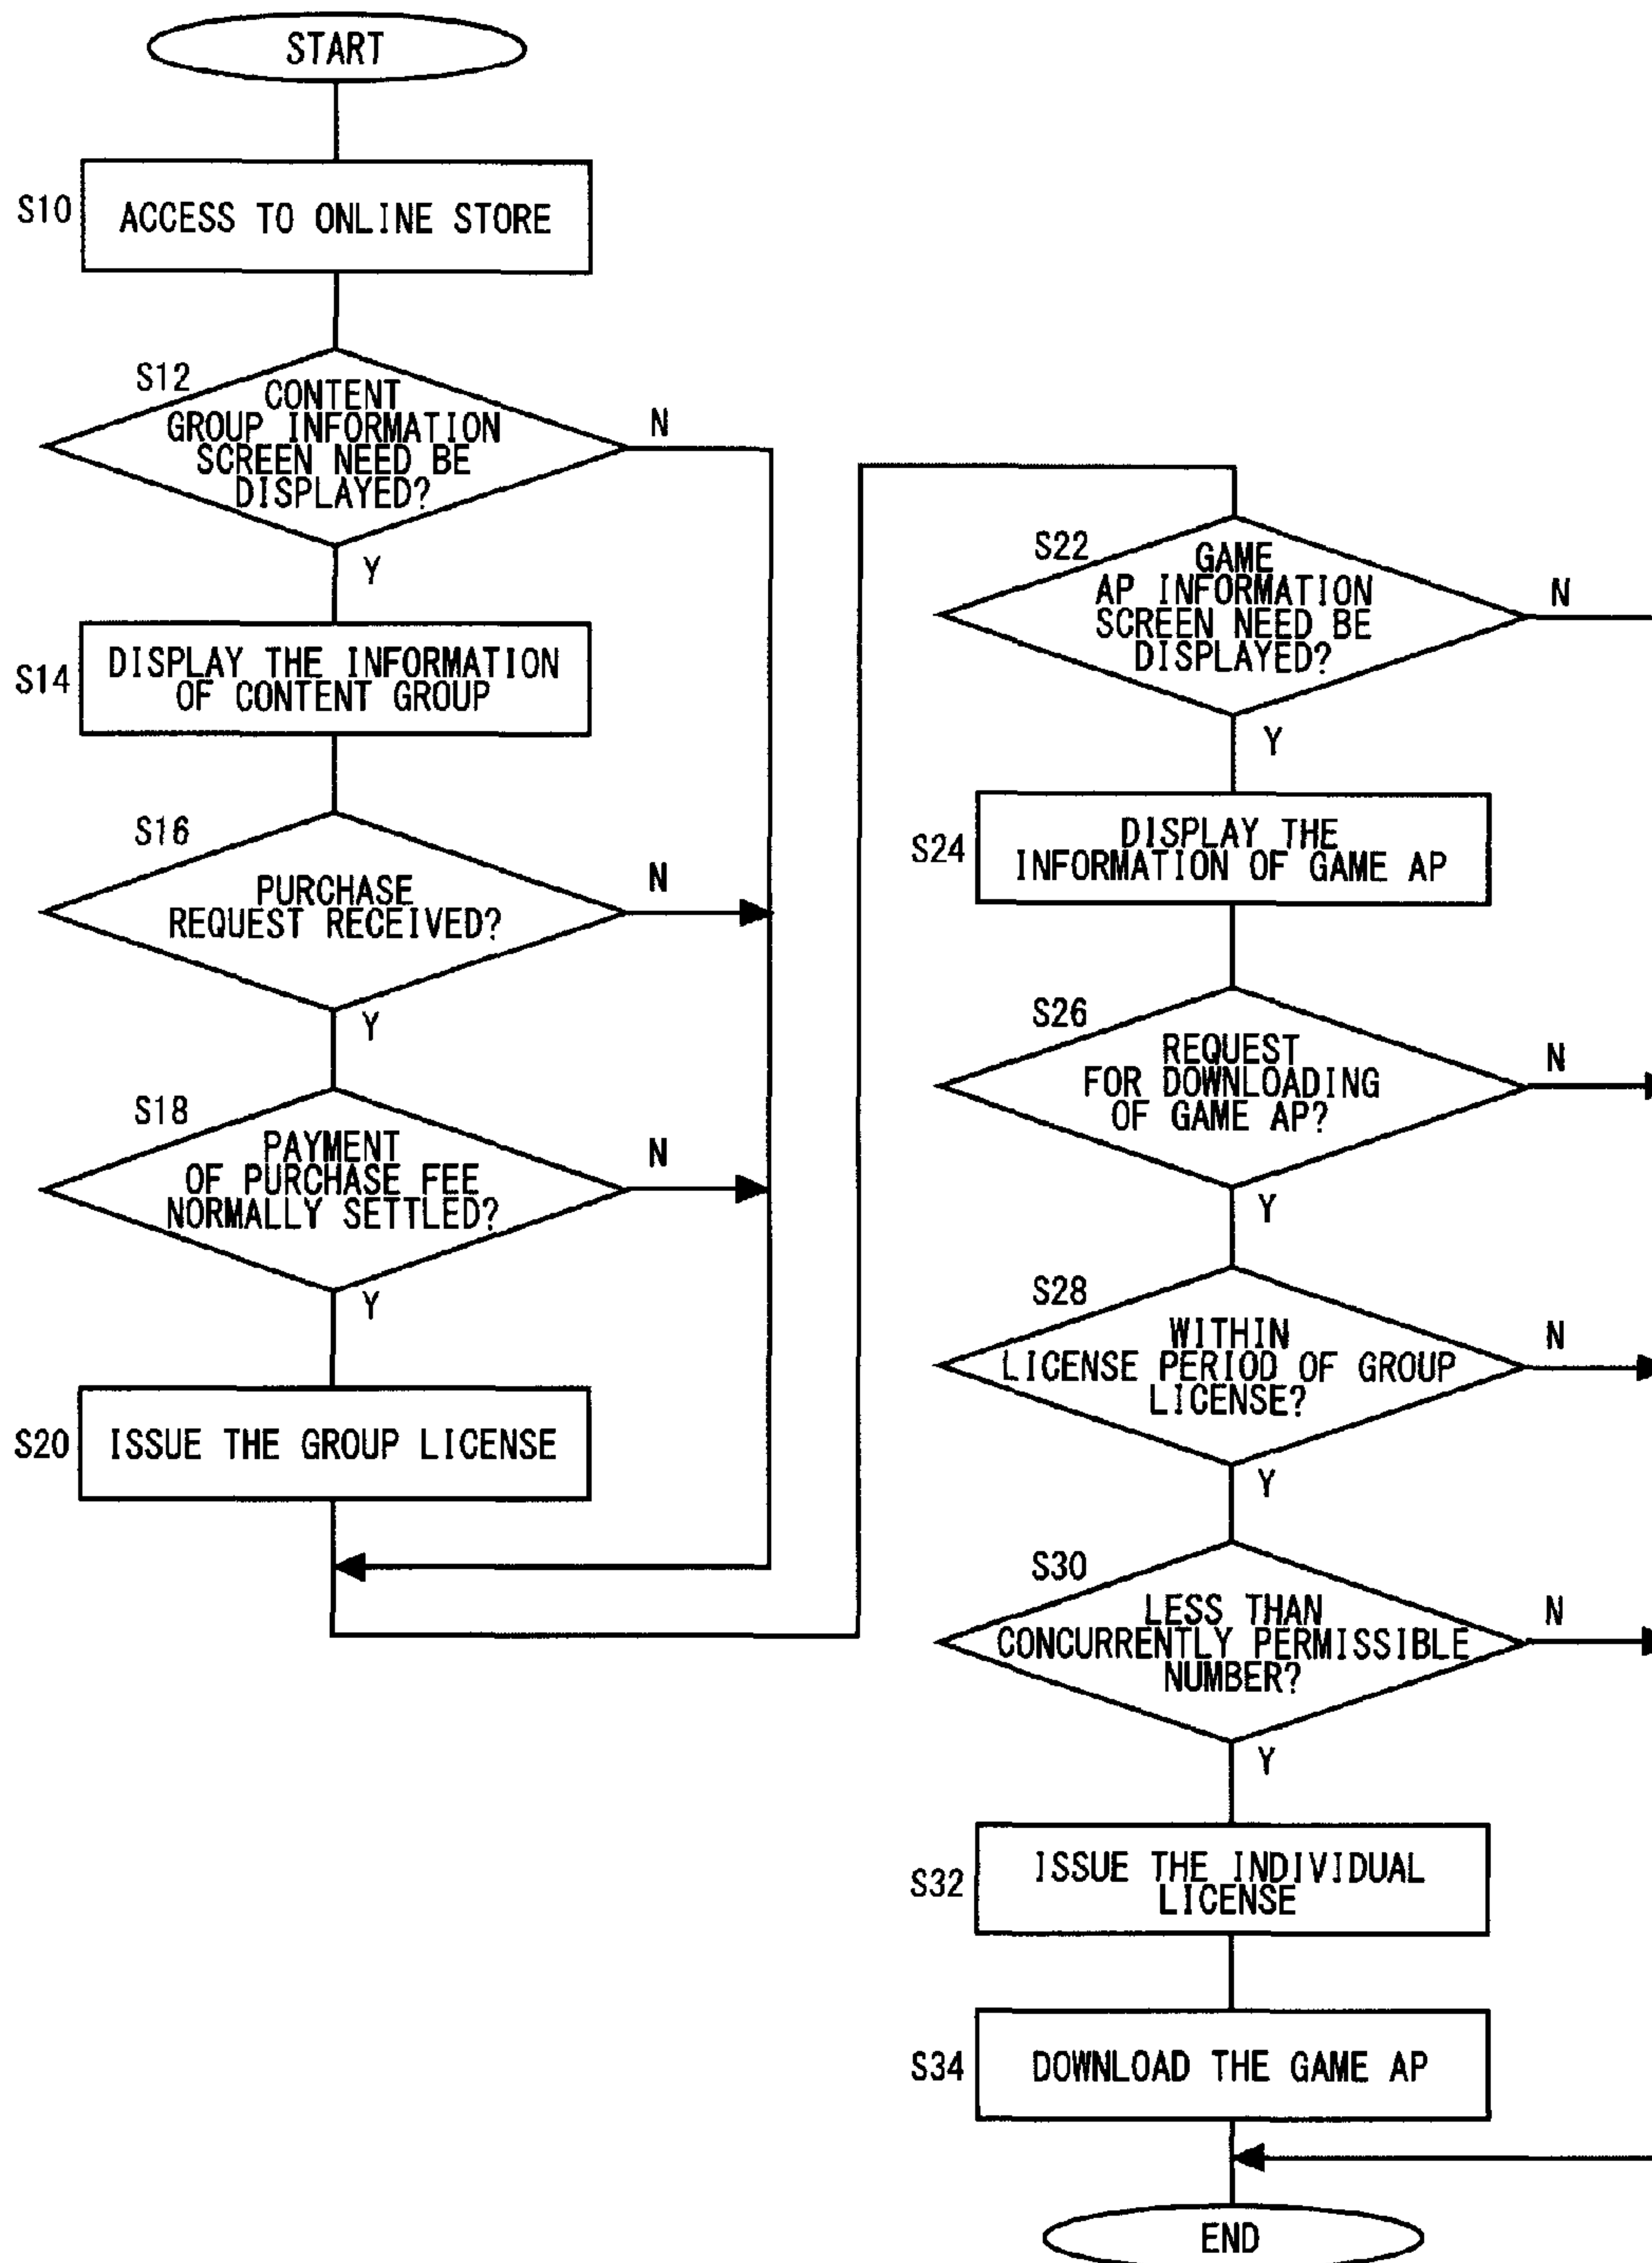 START
S10
ACCESS TO ONLINE STORE
S12
CONTENT
GROUP INFORMATION
SCREEN NEED BE
DISPLAYED?
N
Y
S14
DISPLAY THE INFORMATION
OF CONTENT GROUP
S16
PURCHASE
REQUEST RECEIVED?
N
Y
S18
PAYMENT
OF PURCHASE FEE
NORMALLY SETTLED?
N
Y
S20
ISSUE THE GROUP LICENSE
S22
GAME
AP INFORMATION
SCREEN NEED BE
DISPLAYED?
N
Y
S24
DISPLAY THE
INFORMATION OF GAME AP
S26
REQUEST
FOR DOWNLOADING
OF GAME AP?
N
Y
S28
WITHIN
LICENSE PERIOD OF GROUP
LICENSE?
N
Y
S30
LESS THAN
CONCURRENTLY PERMISSIBLE
NUMBER?
N
Y
S32
ISSUE THE INDIVIDUAL
LICENSE
S34
DOWNLOAD THE GAME AP
END